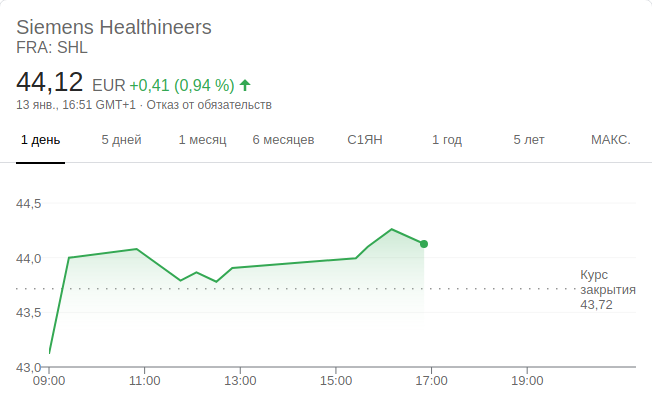 Siemens Healthineers
FRA: SHL
44,12 EUR +0,41 (0,94 %)
13 янв., 16:51 GMT+1 · Отказ от обязательств
1 день 5 дней 1 месяц 6 месяцев С1ЯН 1 год 5 лет МАКС.
44,5
44,0
Курс
закрытия
43,72
43,5
43,0
09:00 11:00 13:00 15:00 17:00 19:00